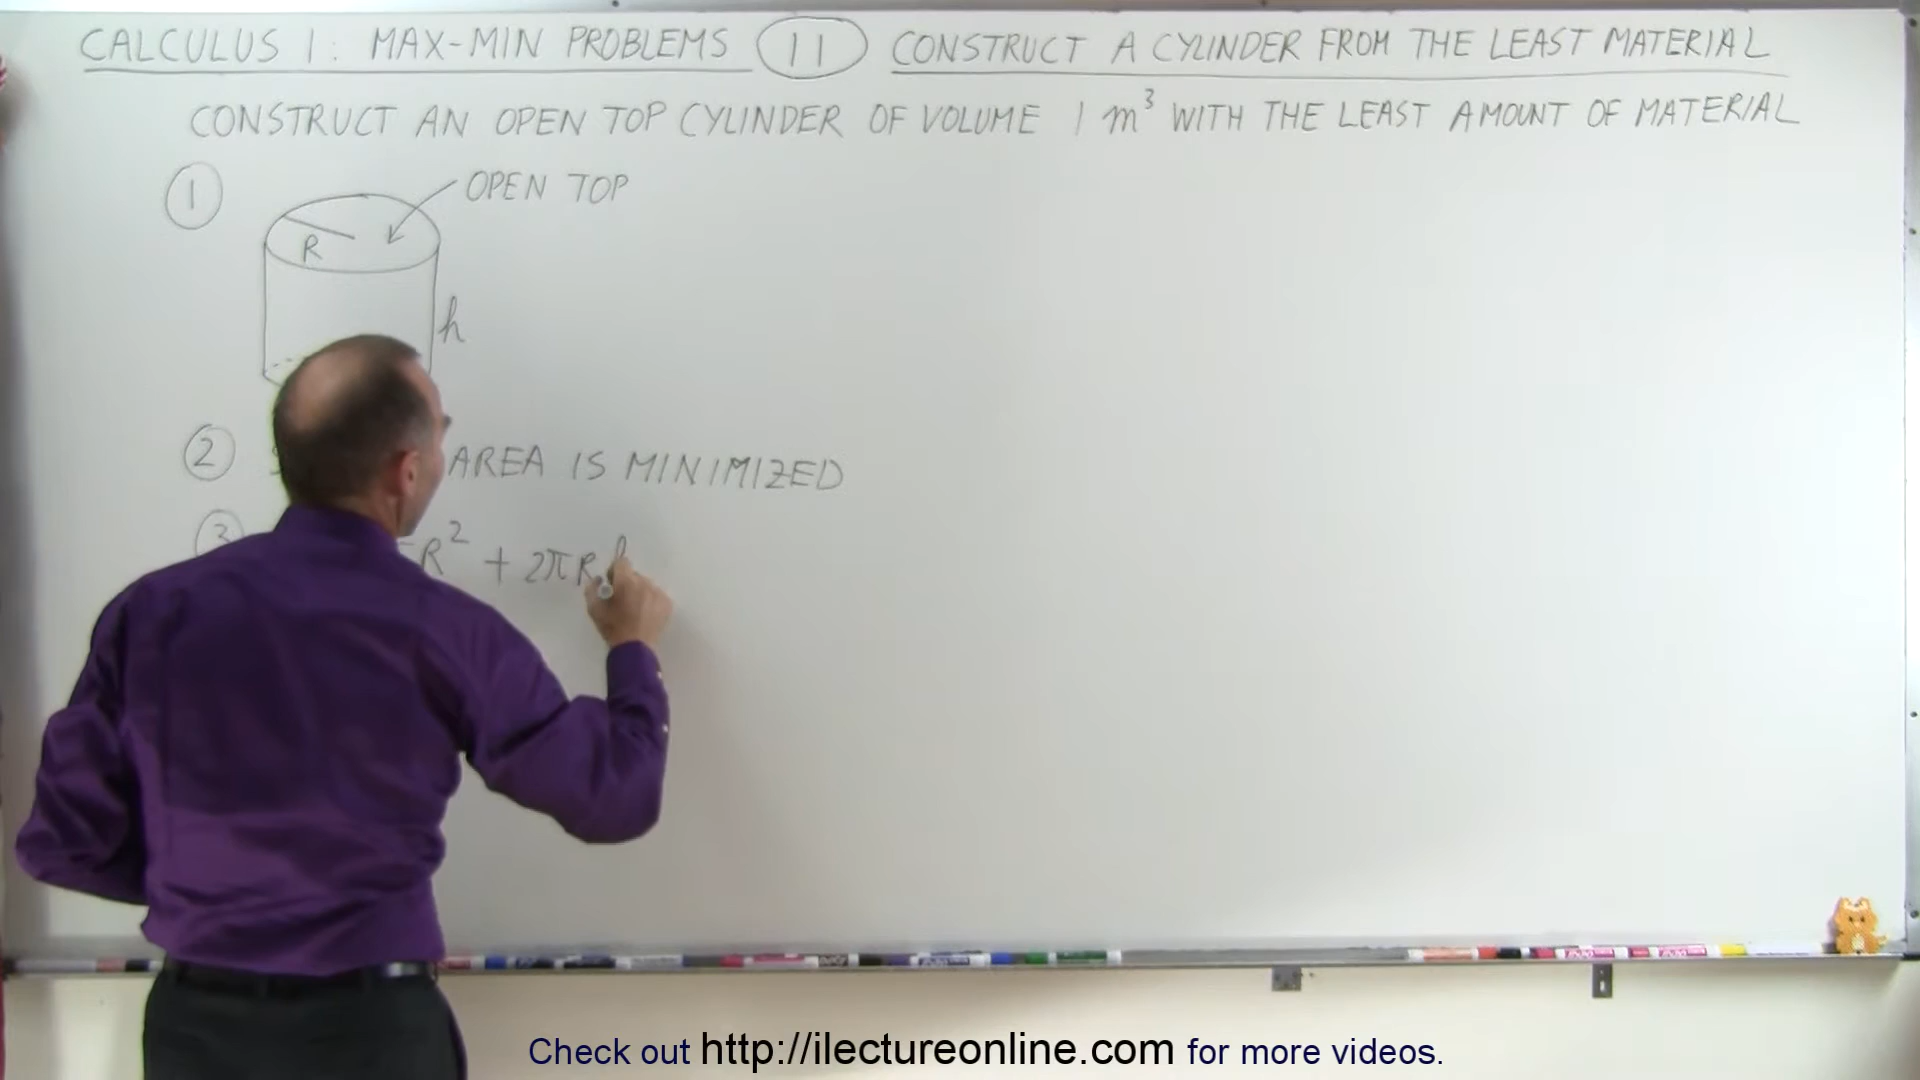 CALCULUS 1: MAX-MIN PROBLEMS 11 CONSTRUCT A CYLINDER FROM THE LEAST MATERIAL
CONSTRUCT AN OPEN TOP CYLINDER OF VOLUME 1 m³ WITH THE LEAST AMOUNT OF MATERIAL
1
OPEN TOP
R
h
2 AREA IS MINIMIZED
3 R² + 2πRh
Check out http://ilectureonline.com for more videos.